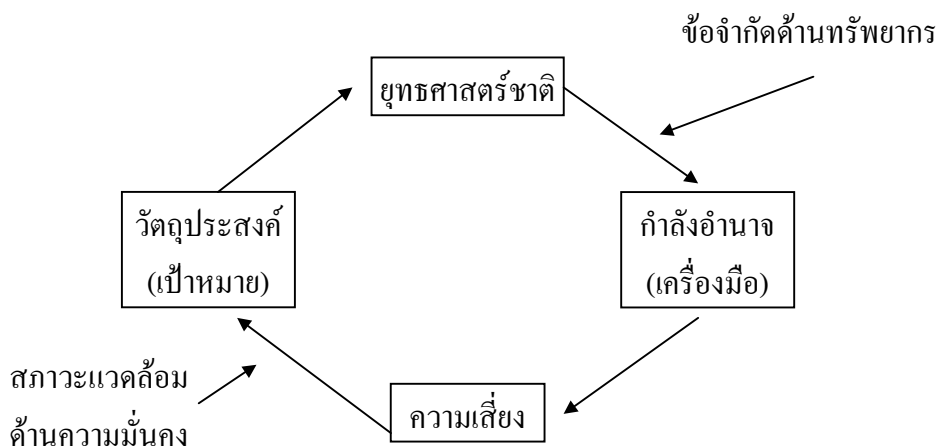 ข้อจำกัดด้านทรัพยากร
ยุทธศาสตร์ชาติ
วัตถุประสงค์
(เป้าหมาย)
กำลังอำนาจ
(เครื่องมือ)
สภาวะแวดล้อม
ด้านความมั่นคง
ความเสี่ยง